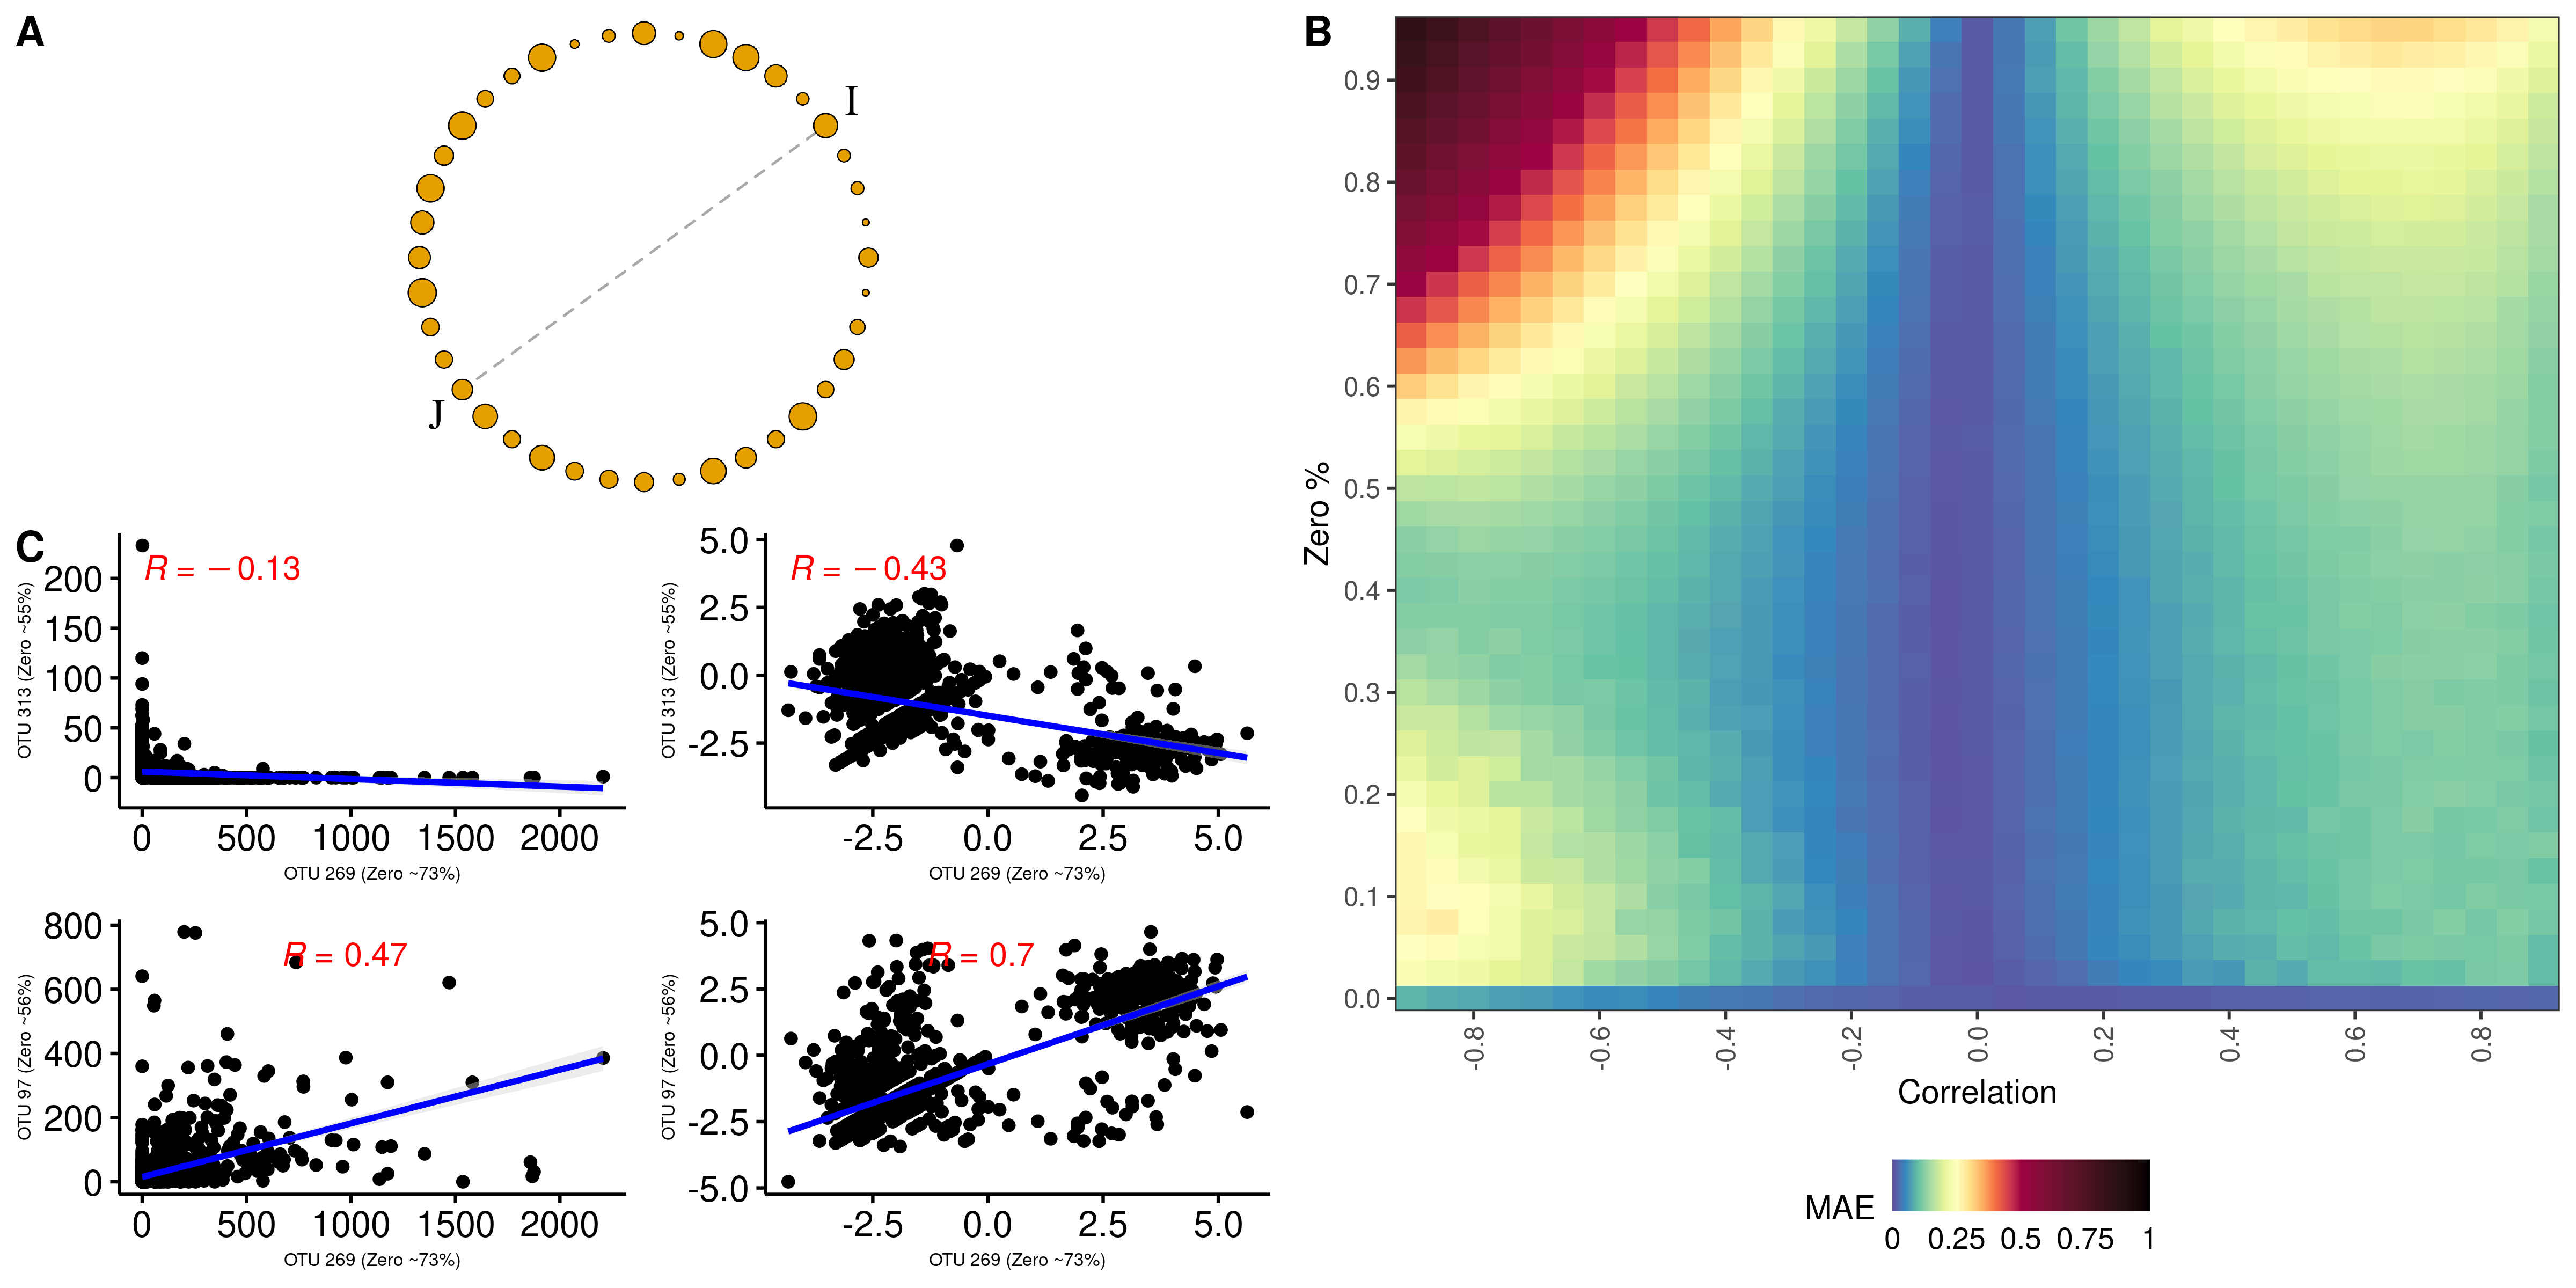 A
I
J
B
0.9
0.8
0.7
0.6
0.5
0.4
0.3
0.2
0.1
0.0
Zero %
-0.8 -0.6 -0.4 -0.2 0.0 0.2 0.4 0.6 0.8
Correlation
MAE
0 0.25 0.5 0.75 1
C
R = −0.13
200
150
100
50
0
OTU 313 (Zero ~55%)
0 500 1000 1500 2000
OTU 269 (Zero ~73%)
R = −0.43
5.0
2.5
0.0
-2.5
OTU 313 (Zero ~55%)
-2.5 0.0 2.5 5.0
OTU 269 (Zero ~73%)
R = 0.47
800
600
400
200
0
OTU 97 (Zero ~56%)
0 500 1000 1500 2000
OTU 269 (Zero ~73%)
R = 0.7
5.0
2.5
0.0
-2.5
-5.0
OTU 97 (Zero ~56%)
-2.5 0.0 2.5 5.0
OTU 269 (Zero ~73%)